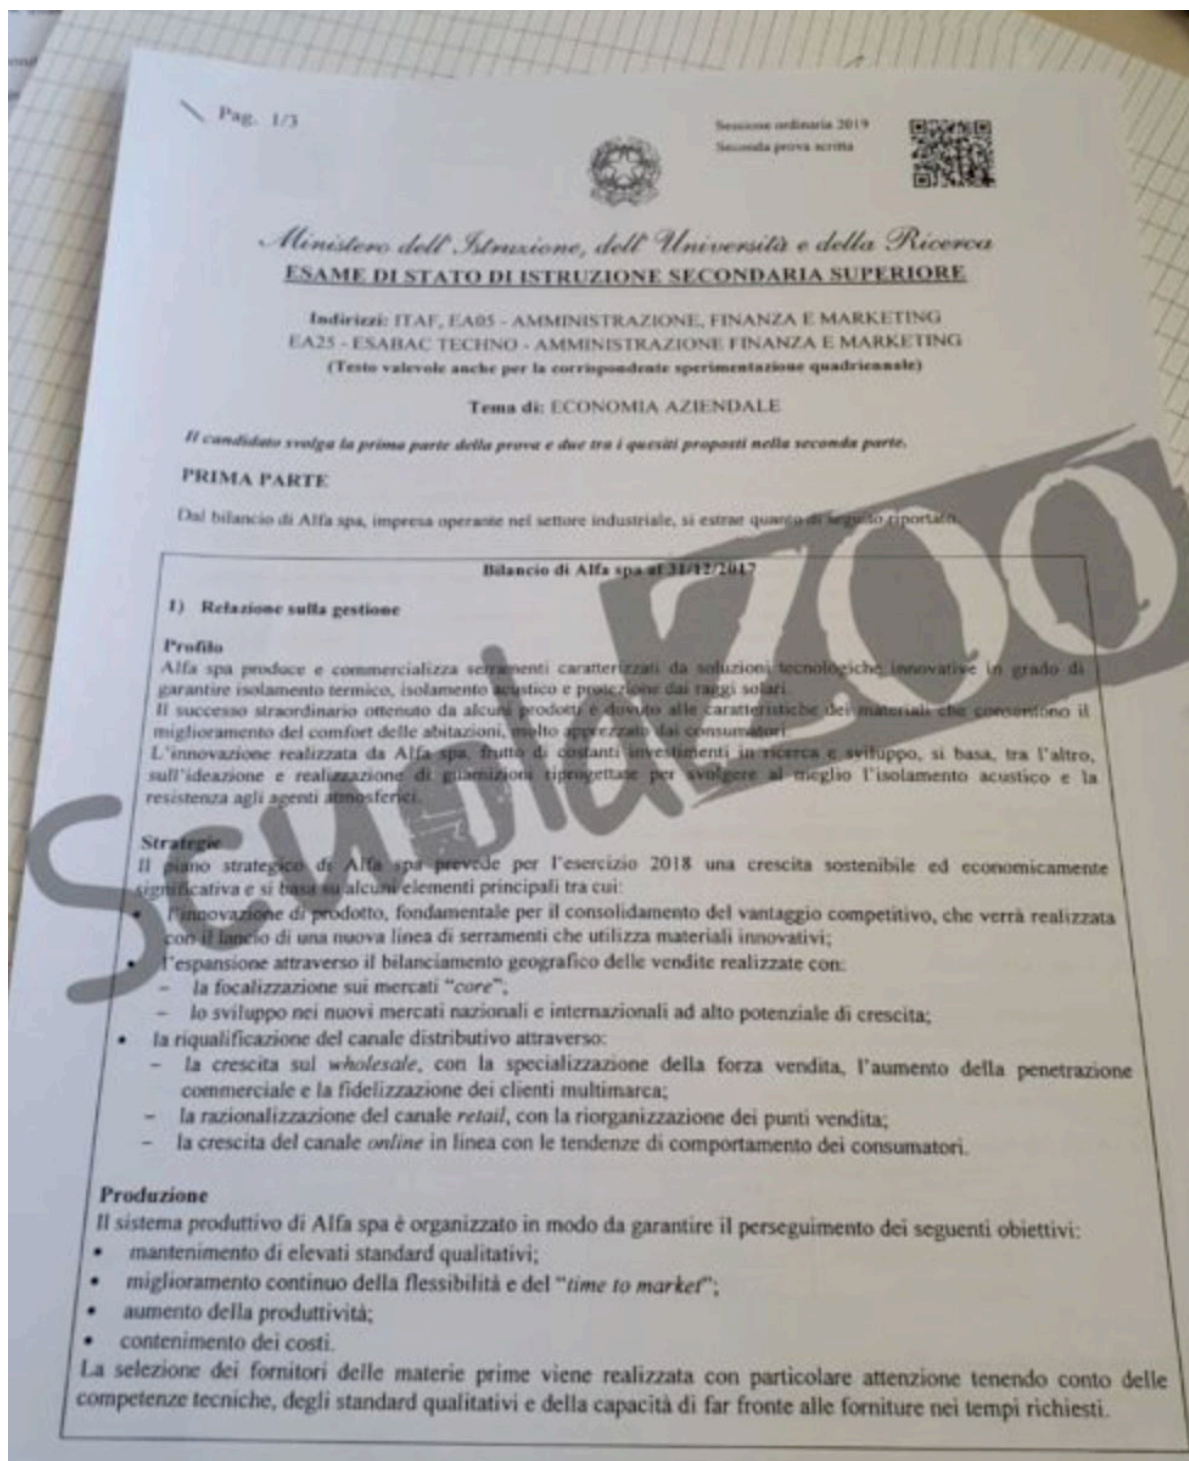 Pag. 1/3
Sessione ordinaria 2019
Seconda prova scritta
Ministero dell'Istruzione, dell'Università e della Ricerca
ESAME DI STATO DI ISTRUZIONE SECONDARIA SUPERIORE
Indirizzi: ITAF, EA05 - AMMINISTRAZIONE, FINANZA E MARKETING
EA25 - ESABAC TECHNO - AMMINISTRAZIONE FINANZA E MARKETING
(Testo valevole anche per la corrispondente sperimentazione quadriennale)
Tema di: ECONOMIA AZIENDALE
Il candidato svolga la prima parte della prova e due tra i quesiti proposti nella seconda parte.
PRIMA PARTE
Dal bilancio di Alfa spa, impresa operante nel settore industriale, si estrae quanto di seguito riportato.
Bilancio di Alfa spa al 31/12/2017
1) Relazione sulla gestione
Profilo
Alfa spa produce e commercializza serramenti caratterizzati da soluzioni tecnologiche innovative in grado di
garantire isolamento termico, isolamento acustico e protezione dai raggi solari.
Il successo straordinario ottenuto da alcuni prodotti è dovuto alle caratteristiche dei materiali che consentono il
miglioramento del comfort delle abitazioni, molto apprezzato dai consumatori.
L'innovazione realizzata da Alfa spa, frutto di costanti investimenti in ricerca e sviluppo, si basa, tra l'altro,
sull'ideazione e realizzazione di guarnizioni riprogettate per svolgere al meglio l'isolamento acustico e la
resistenza agli agenti atmosferici.
Strategie
Il piano strategico di Alfa spa prevede per l'esercizio 2018 una crescita sostenibile ed economicamente
significativa e si basa su alcuni elementi principali tra cui:
• l'innovazione di prodotto, fondamentale per il consolidamento del vantaggio competitivo, che verrà realizzata
con il lancio di una nuova linea di serramenti che utilizza materiali innovativi;
• l'espansione attraverso il bilanciamento geografico delle vendite realizzate con:
– la focalizzazione sui mercati "core";
– lo sviluppo nei nuovi mercati nazionali e internazionali ad alto potenziale di crescita;
• la riqualificazione del canale distributivo attraverso:
– la crescita sul wholesale, con la specializzazione della forza vendita, l'aumento della penetrazione
commerciale e la fidelizzazione dei clienti multimarca;
– la razionalizzazione del canale retail, con la riorganizzazione dei punti vendita;
– la crescita del canale online in linea con le tendenze di comportamento dei consumatori.
Produzione
Il sistema produttivo di Alfa spa è organizzato in modo da garantire il perseguimento dei seguenti obiettivi:
• mantenimento di elevati standard qualitativi;
• miglioramento continuo della flessibilità e del "time to market";
• aumento della produttività;
• contenimento dei costi.
La selezione dei fornitori delle materie prime viene realizzata con particolare attenzione tenendo conto delle
competenze tecniche, degli standard qualitativi e della capacità di far fronte alle forniture nei tempi richiesti.
ScuolaZOO